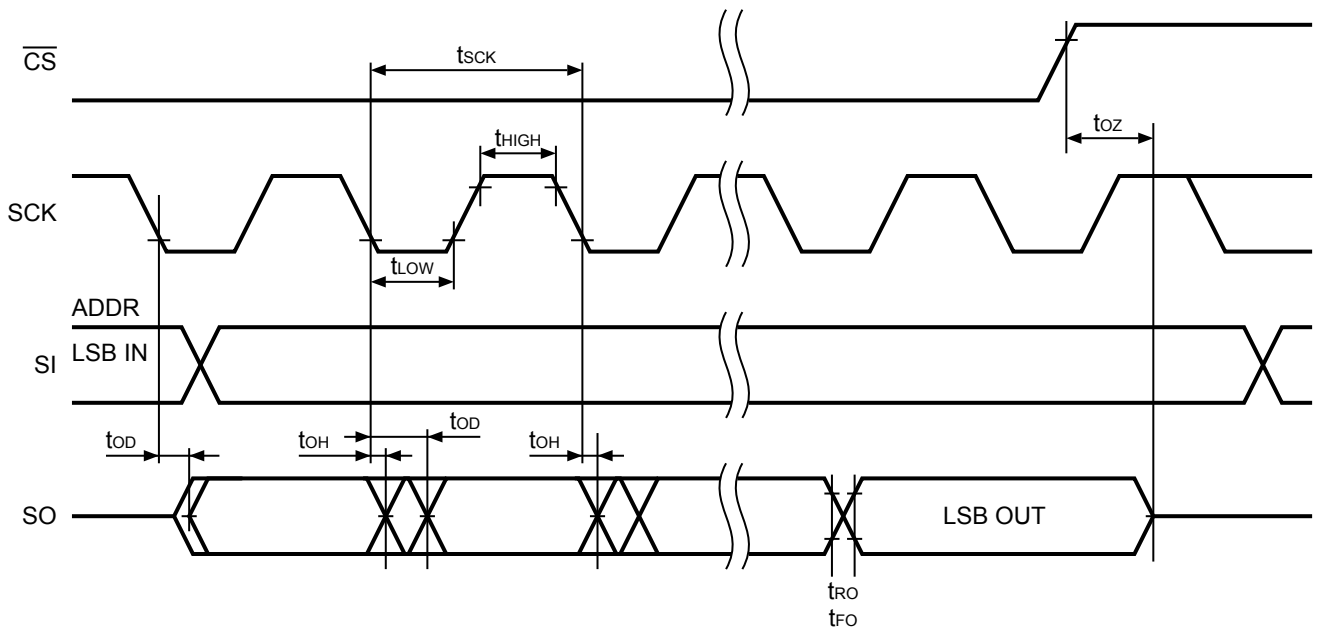 CS
tSCK
tHIGH
tOZ
SCK
tLOW
ADDR
LSB IN
SI
tOD
tOH
tOD
tOH
SO
LSB OUT
tRO
tFO